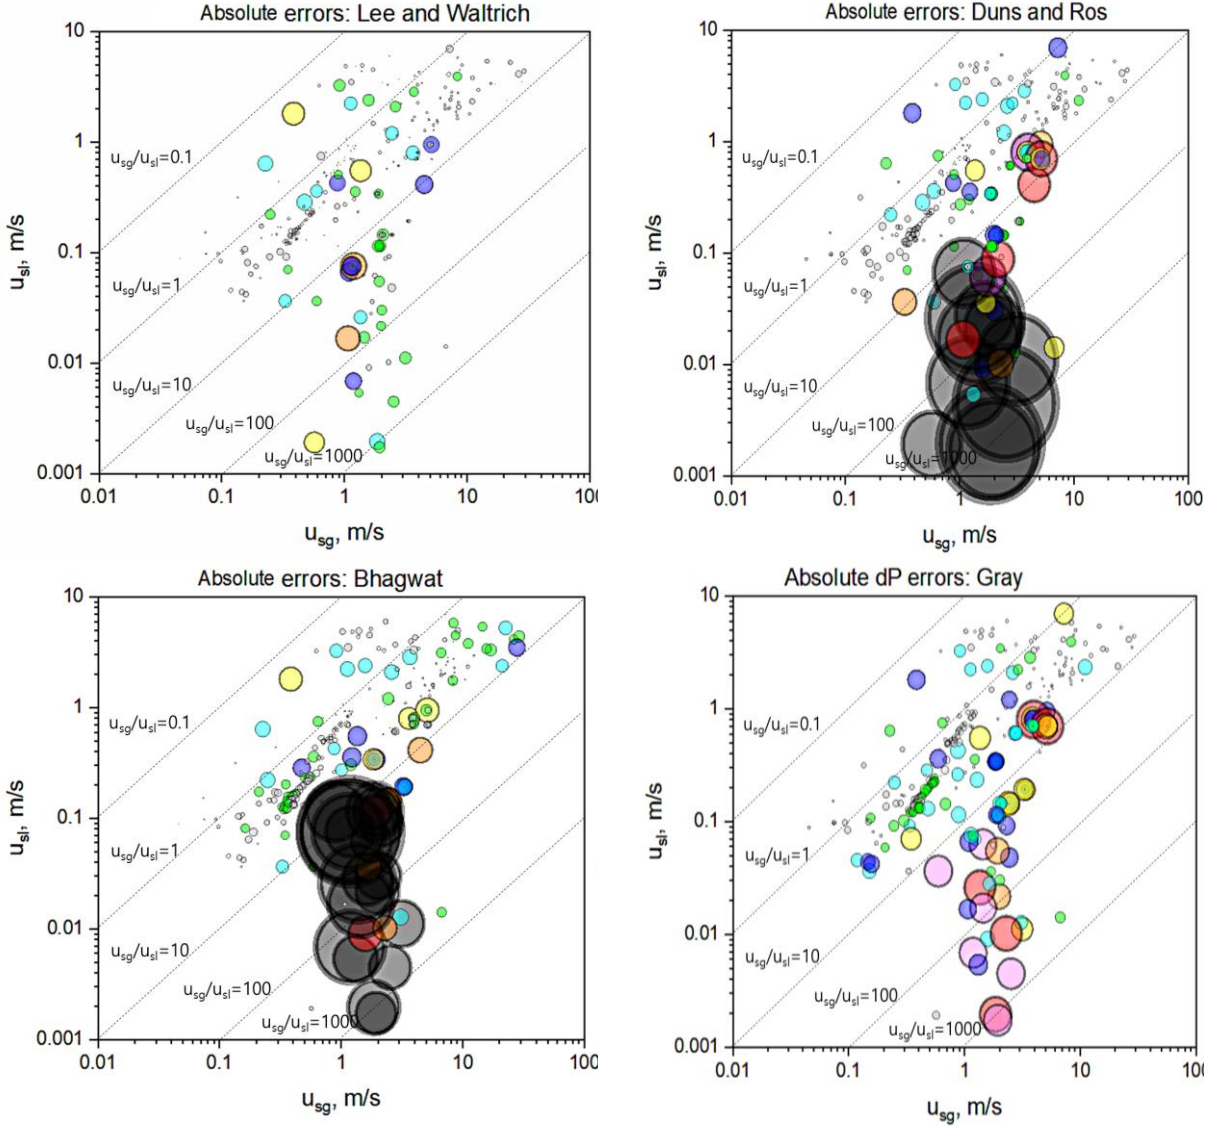 Absolute errors: Lee and Waltrich
10
1
0.1
0.01
0.001
usl, m/s
usg/usl=0.1
usg/usl=1
usg/usl=10
usg/usl=100
usg/usl=1000
0.01 0.1 1 10 100
usg, m/s
Absolute errors: Duns and Ros
10
1
0.1
0.01
0.001
usl, m/s
usg/usl=0.1
usg/usl=1
usg/usl=10
usg/usl=100
usg/usl=1000
0.01 0.1 1 10 100
usg, m/s
Absolute errors: Bhagwat
10
1
0.1
0.01
0.001
usl, m/s
usg/usl=0.1
usg/usl=1
usg/usl=10
usg/usl=100
usg/usl=1000
0.01 0.1 1 10 100
usg, m/s
Absolute dP errors: Gray
10
1
0.1
0.01
0.001
usl, m/s
usg/usl=0.1
usg/usl=1
usg/usl=10
usg/usl=100
usg/usl=1000
0.01 0.1 1 10 100
usg, m/s